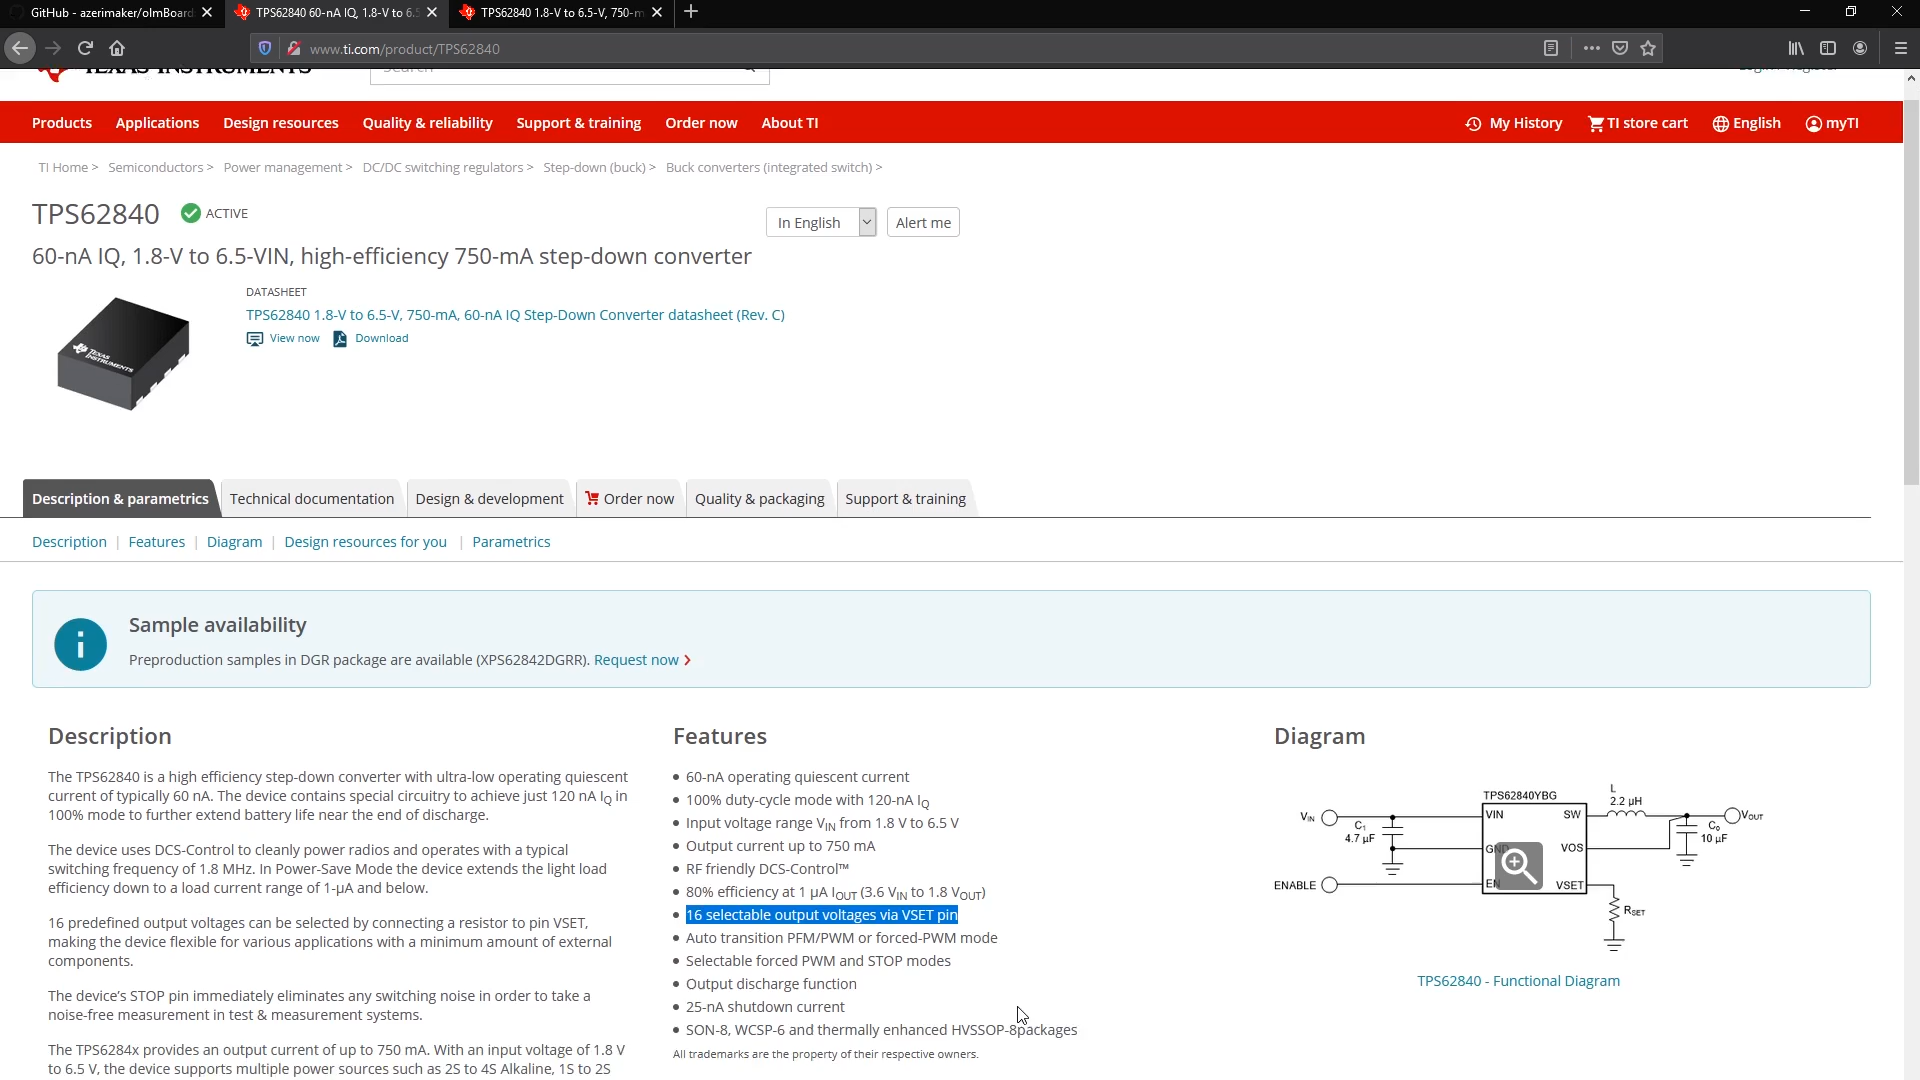 GitHub - azerimaker/olmBoard
TPS62840 60-nA IQ, 1.8-V to 6.5
TPS62840 1.8-V to 6.5-V, 750-m
www.ti.com/product/TPS62840
TEXAS INSTRUMENTS
Search
Login / Register
Products
Applications
Design resources
Quality & reliability
Support & training
Order now
About TI
My History
TI store cart
English
myTI
TI Home > Semiconductors > Power management > DC/DC switching regulators > Step-down (buck) > Buck converters (integrated switch) >
TPS62840
ACTIVE
In English
Alert me
60-nA IQ, 1.8-V to 6.5-VIN, high-efficiency 750-mA step-down converter
DATASHEET
TPS62840 1.8-V to 6.5-V, 750-mA, 60-nA IQ Step-Down Converter datasheet (Rev. C)
View now
Download
TEXAS
INSTRUMENTS
Description & parametrics
Technical documentation
Design & development
Order now
Quality & packaging
Support & training
Description | Features | Diagram | Design resources for you | Parametrics
Sample availability
Preproduction samples in DGR package are available (XPS62842DGRR). Request now
Description
The TPS62840 is a high efficiency step-down converter with ultra-low operating quiescent
current of typically 60 nA. The device contains special circuitry to achieve just 120 nA IQ in
100% mode to further extend battery life near the end of discharge.
The device uses DCS-Control to cleanly power radios and operates with a typical
switching frequency of 1.8 MHz. In Power-Save Mode the device extends the light load
efficiency down to a load current range of 1-µA and below.
16 predefined output voltages can be selected by connecting a resistor to pin VSET,
making the device flexible for various applications with a minimum amount of external
components.
The device's STOP pin immediately eliminates any switching noise in order to take a
noise-free measurement in test & measurement systems.
The TPS6284x provides an output current of up to 750 mA. With an input voltage of 1.8 V
to 6.5 V, the device supports multiple power sources such as 2S to 4S Alkaline, 1S to 2S
Features
• 60-nA operating quiescent current
• 100% duty-cycle mode with 120-nA IQ
• Input voltage range VIN from 1.8 V to 6.5 V
• Output current up to 750 mA
• RF friendly DCS-Control™
• 80% efficiency at 1 µA IOUT (3.6 VIN to 1.8 VOUT)
• 16 selectable output voltages via VSET pin
• Auto transition PFM/PWM or forced-PWM mode
• Selectable forced PWM and STOP modes
• Output discharge function
• 25-nA shutdown current
• SON-8, WCSP-6 and thermally enhanced HVSSOP-8packages
All trademarks are the property of their respective owners.
Diagram
TPS62840YBG
L
2.2 µH
VIN
VIN
SW
VOUT
C1
4.7 µF
CO
10 µF
GND
VOS
ENABLE
EN
VSET
RSET
TPS62840 - Functional Diagram